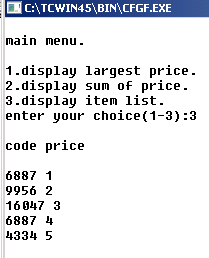 C:\TCWIN45\BIN\CFGF.EXE
main menu.
1.display largest price.
2.display sum of price.
3.display item list.
enter your choice(1-3):3
code price
6887 1
9956 2
16047 3
6887 4
4334 5